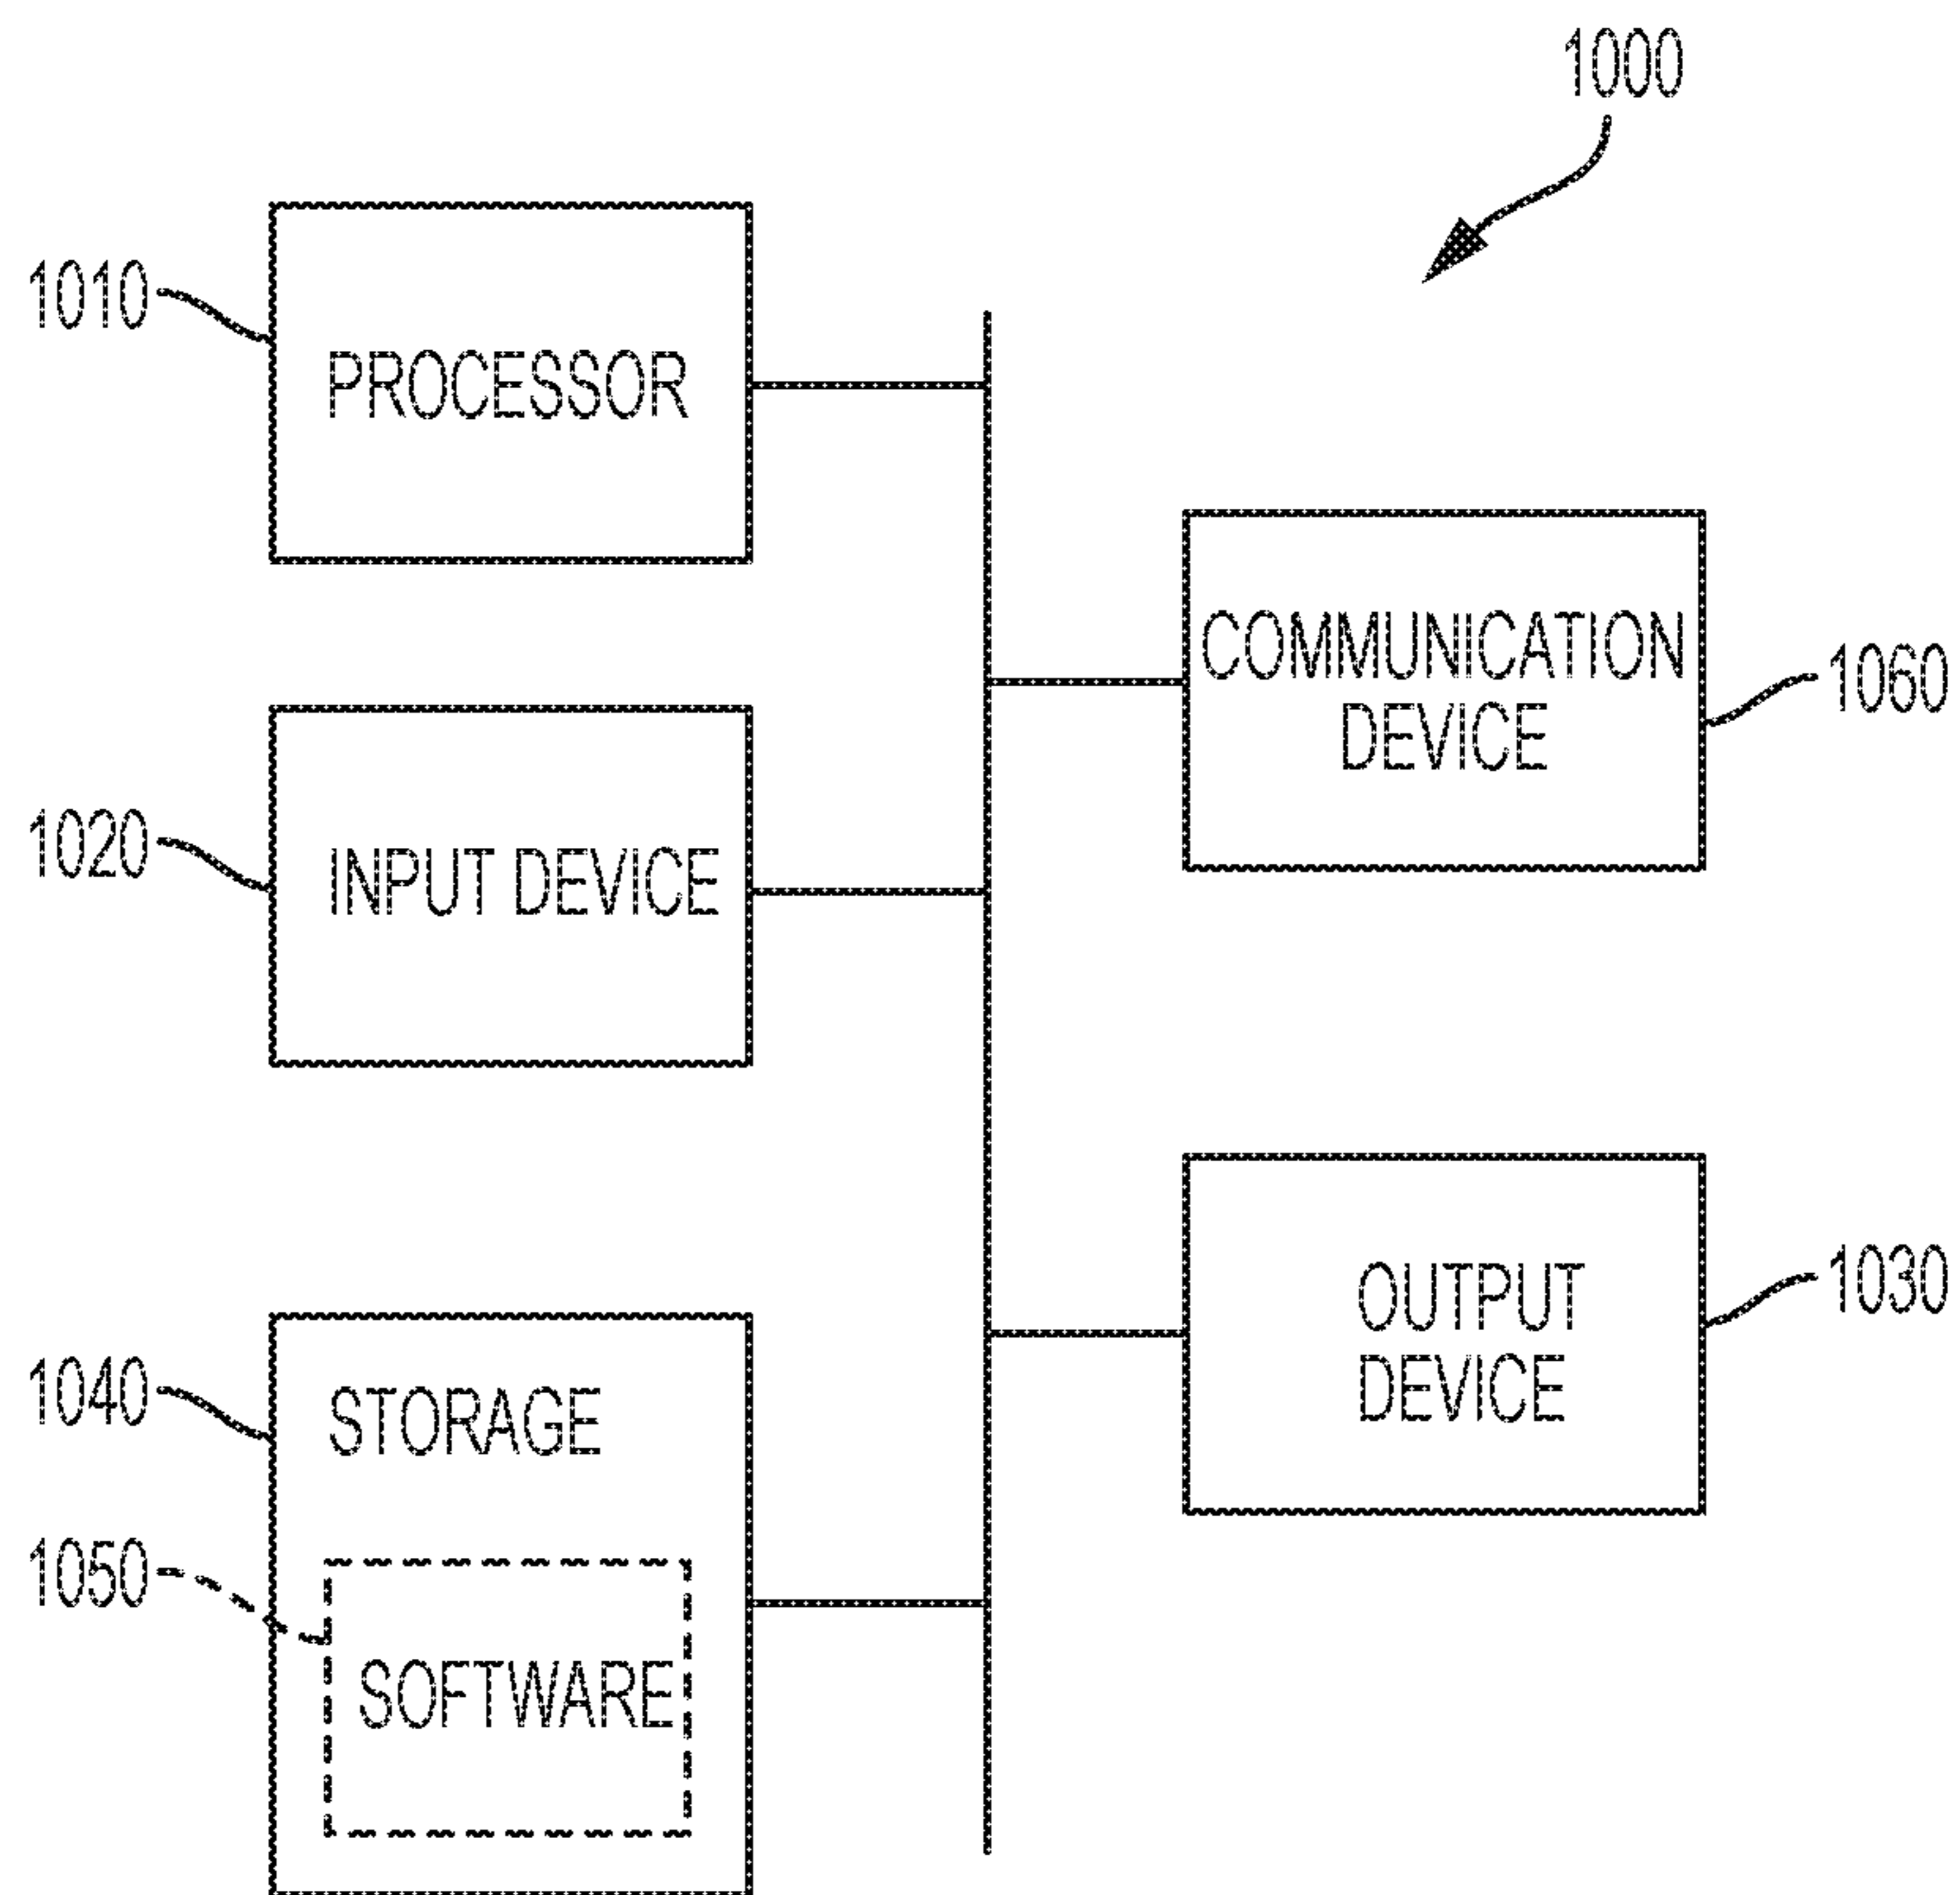 1000
1010
PROCESSOR
COMMUNICATION
DEVICE
1060
1020
INPUT DEVICE
OUTPUT
DEVICE
1030
1040
STORAGE
1050
SOFTWARE